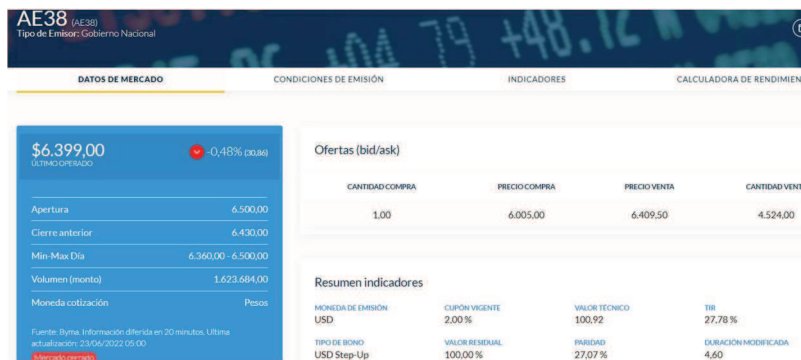 AE38 (AE38)
Tipo de Emisor: Gobierno Nacional
404 79 +48.12
DATOS DE MERCADO CONDICIONES DE EMISIÓN INDICADORES CALCULADORA DE RENDIMIEN
$6.399,00 -0,48% (30,86)
ÚLTIMO OPERADO
Apertura 6.500,00
Cierre anterior 6.430,00
Min-Max Día 6.360,00 - 6.500,00
Volumen (monto) 1.623.684,00
Moneda cotización Pesos
Fuente: Byma. Información diferida en 20 minutos. Ultima
actualización: 23/06/2022 05:00
Mercado cerrado
Ofertas (bid/ask)
CANTIDAD COMPRA PRECIO COMPRA PRECIO VENTA CANTIDAD VENT
1,00 6.005,00 6.409,50 4.524,00
Resumen indicadores
MONEDA DE EMISIÓN CUPÓN VIGENTE VALOR TÉCNICO TIR
USD 2,00 % 100,92 27,78 %
TIPO DE BONO VALOR RESIDUAL PARIDAD DURACIÓN MODIFICADA
USD Step-Up 100,00 % 27,07 % 4,60